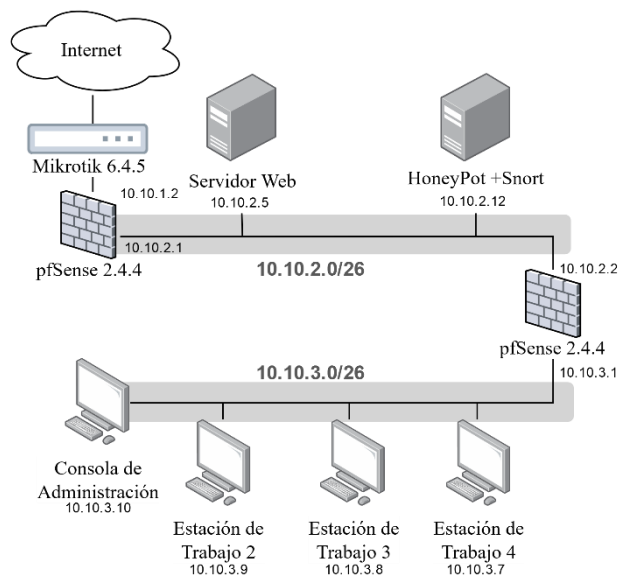 Internet
Mikrotik 6.4.5
Servidor Web
10.10.2.5
HoneyPot +Snort
10.10.2.12
10.10.1.2
10.10.2.1
pfSense 2.4.4
10.10.2.0/26
10.10.2.2
pfSense 2.4.4
10.10.3.1
10.10.3.0/26
Consola de
Administración
10.10.3.10
Estación de
Trabajo 2
10.10.3.9
Estación de
Trabajo 3
10.10.3.8
Estación de
Trabajo 4
10.10.3.7